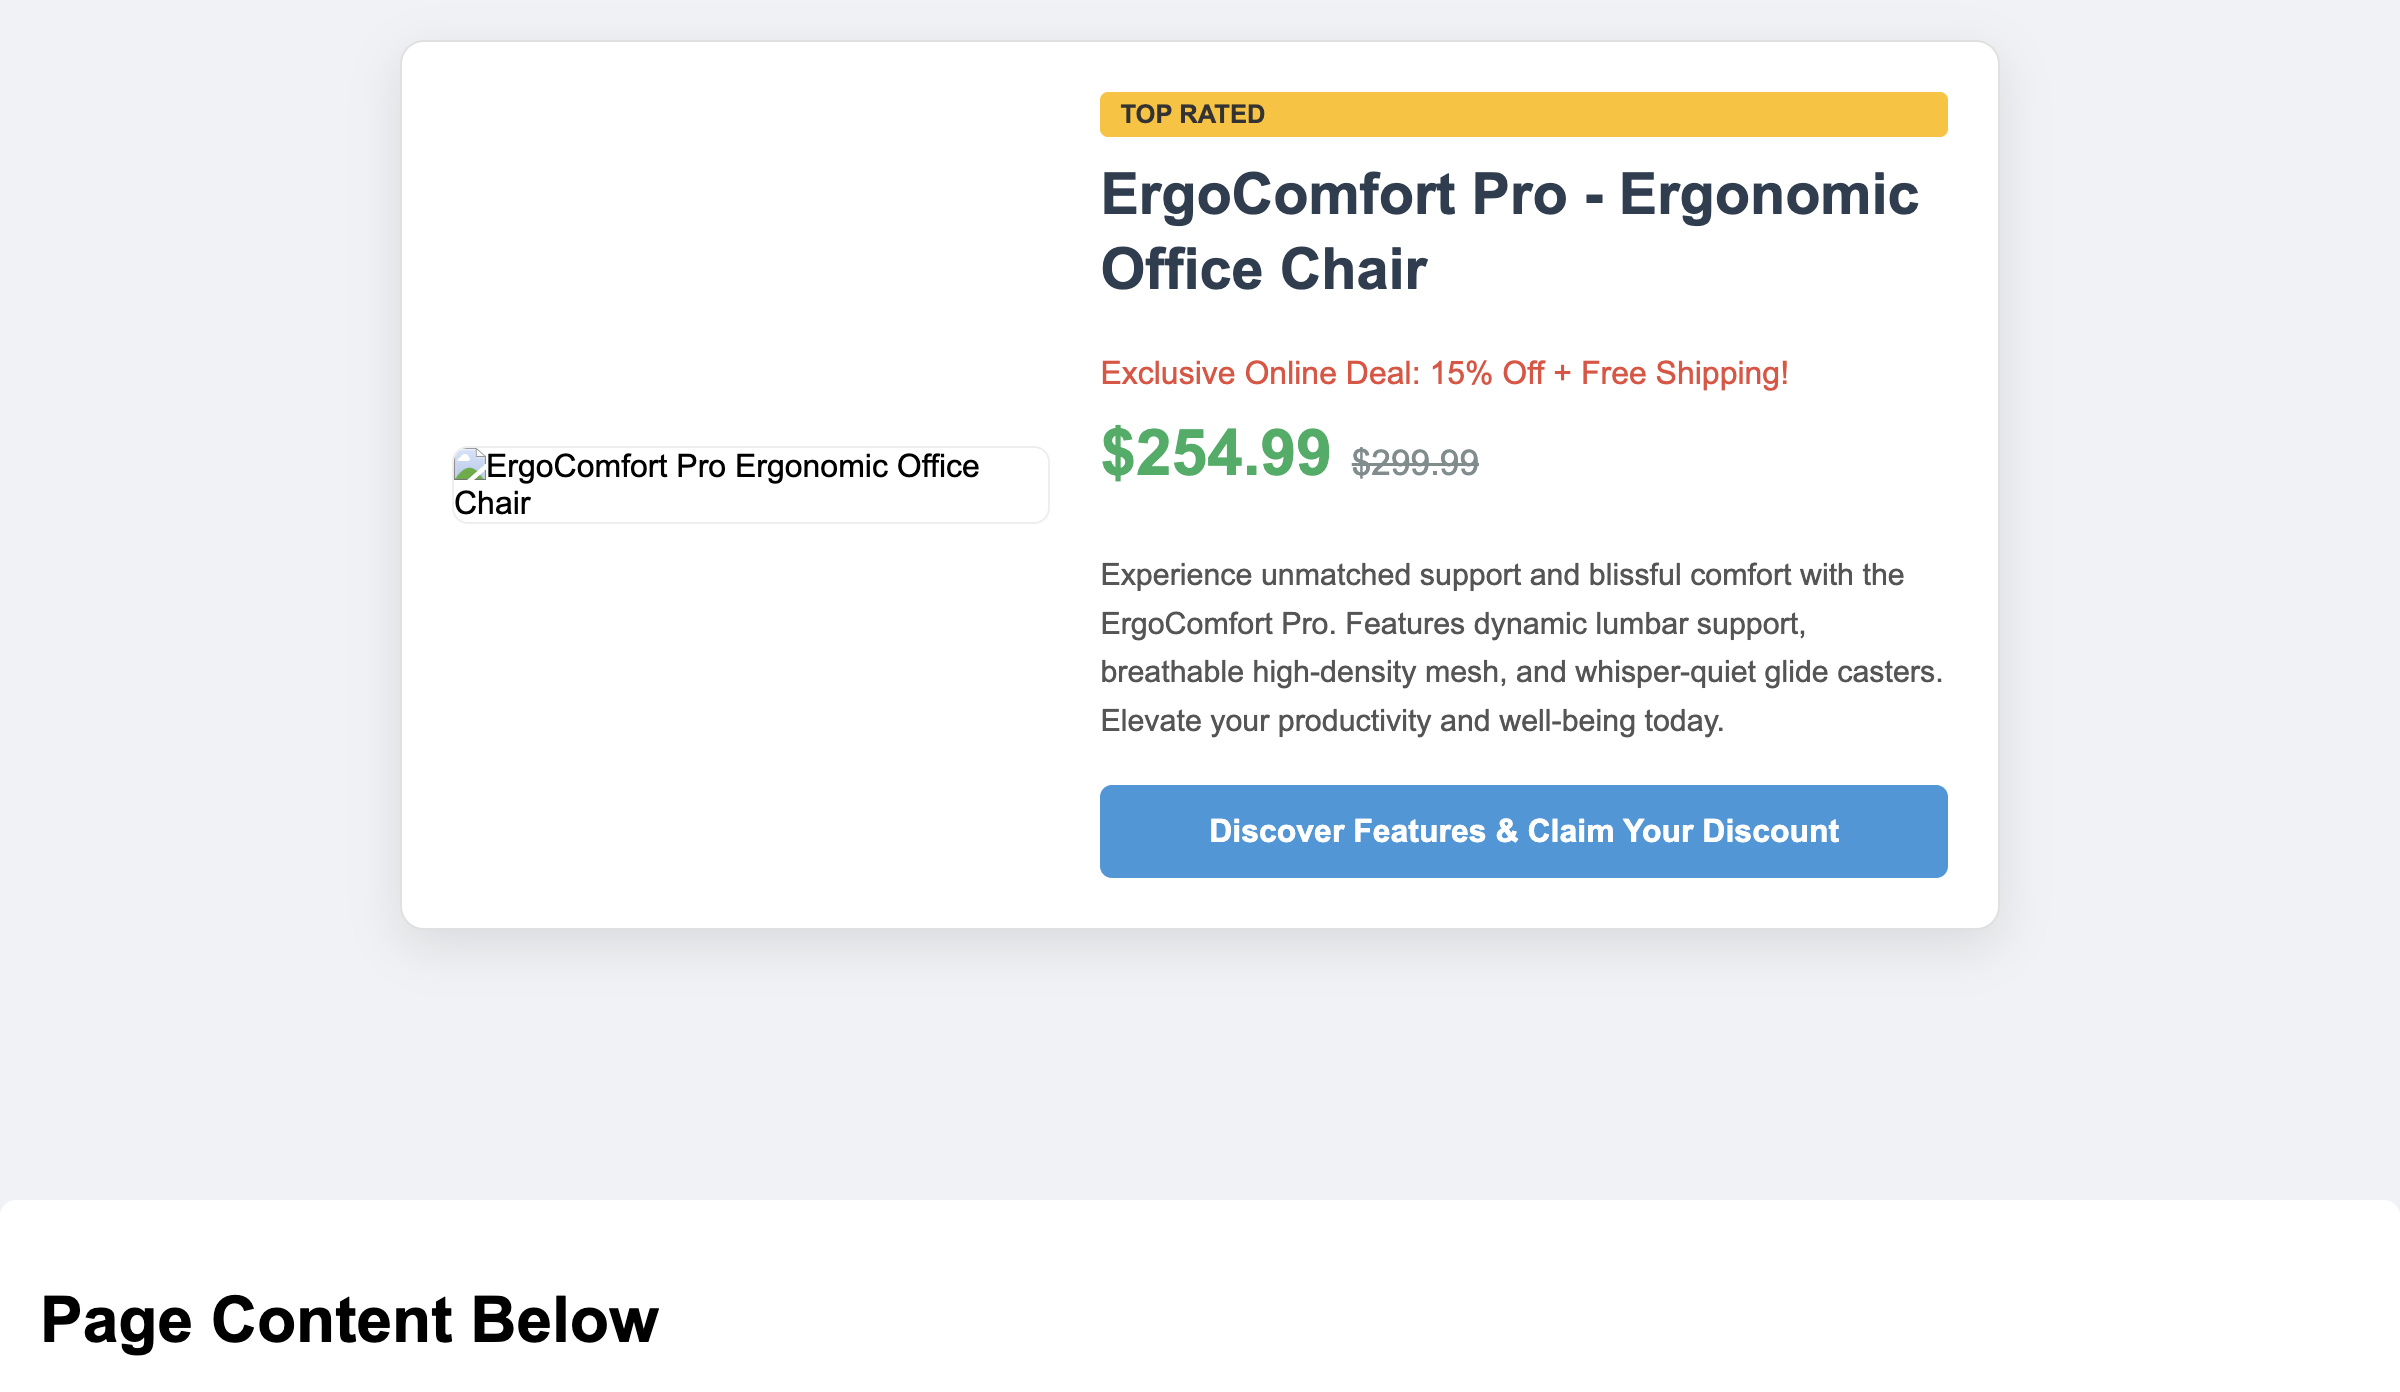 TOP RATED
ErgoComfort Pro - Ergonomic
Office Chair
Exclusive Online Deal: 15% Off + Free Shipping!
$254.99 $299.99
ErgoComfort Pro Ergonomic Office
Chair
Experience unmatched support and blissful comfort with the
ErgoComfort Pro. Features dynamic lumbar support,
breathable high-density mesh, and whisper-quiet glide casters.
Elevate your productivity and well-being today.
Discover Features & Claim Your Discount
Page Content Below